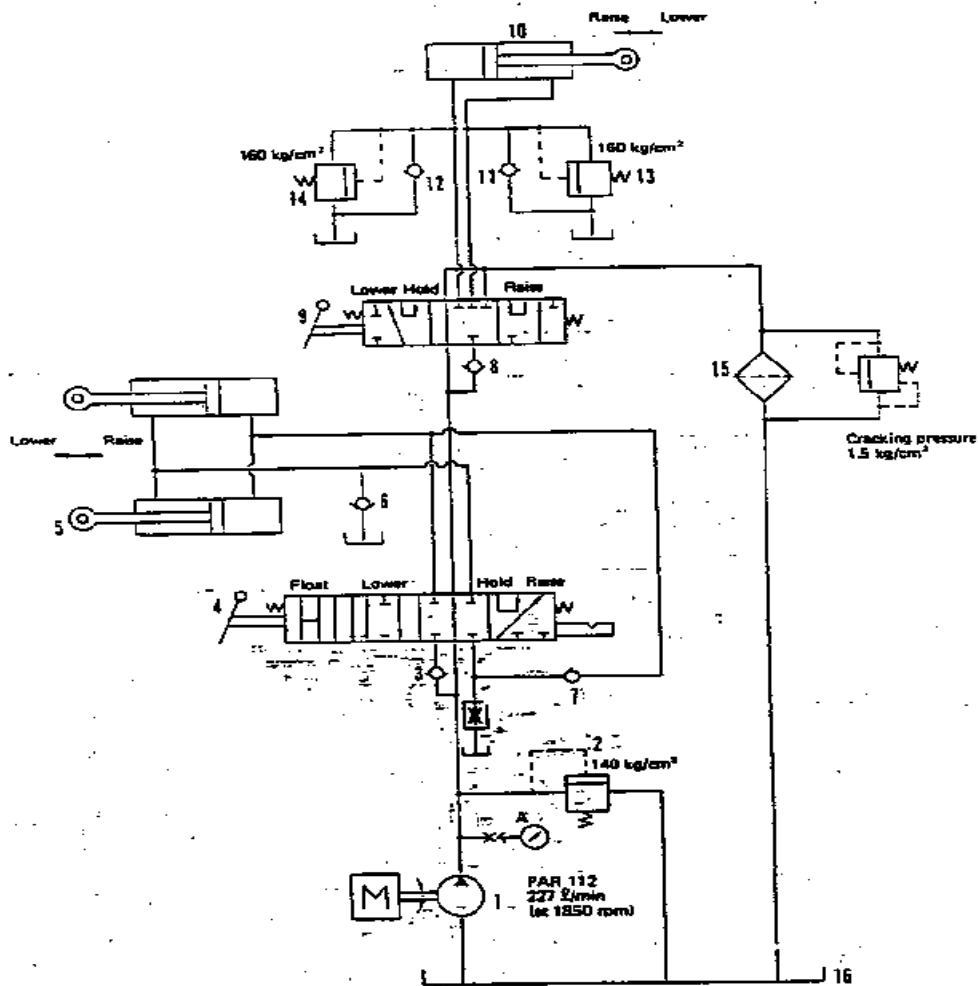 Raise Lower
10
160 kg/cm²
160 kg/cm²
14
12
11
13
Lower Hold Raise
9
8
15
Cracking pressure
1.5 kg/cm²
Lower Raise
6
5
Float Lower Hold Raise
4
3
7
2
140 kg/cm²
A
M
1
PAR 112
227 ℓ/min
(at 1850 rpm)
16